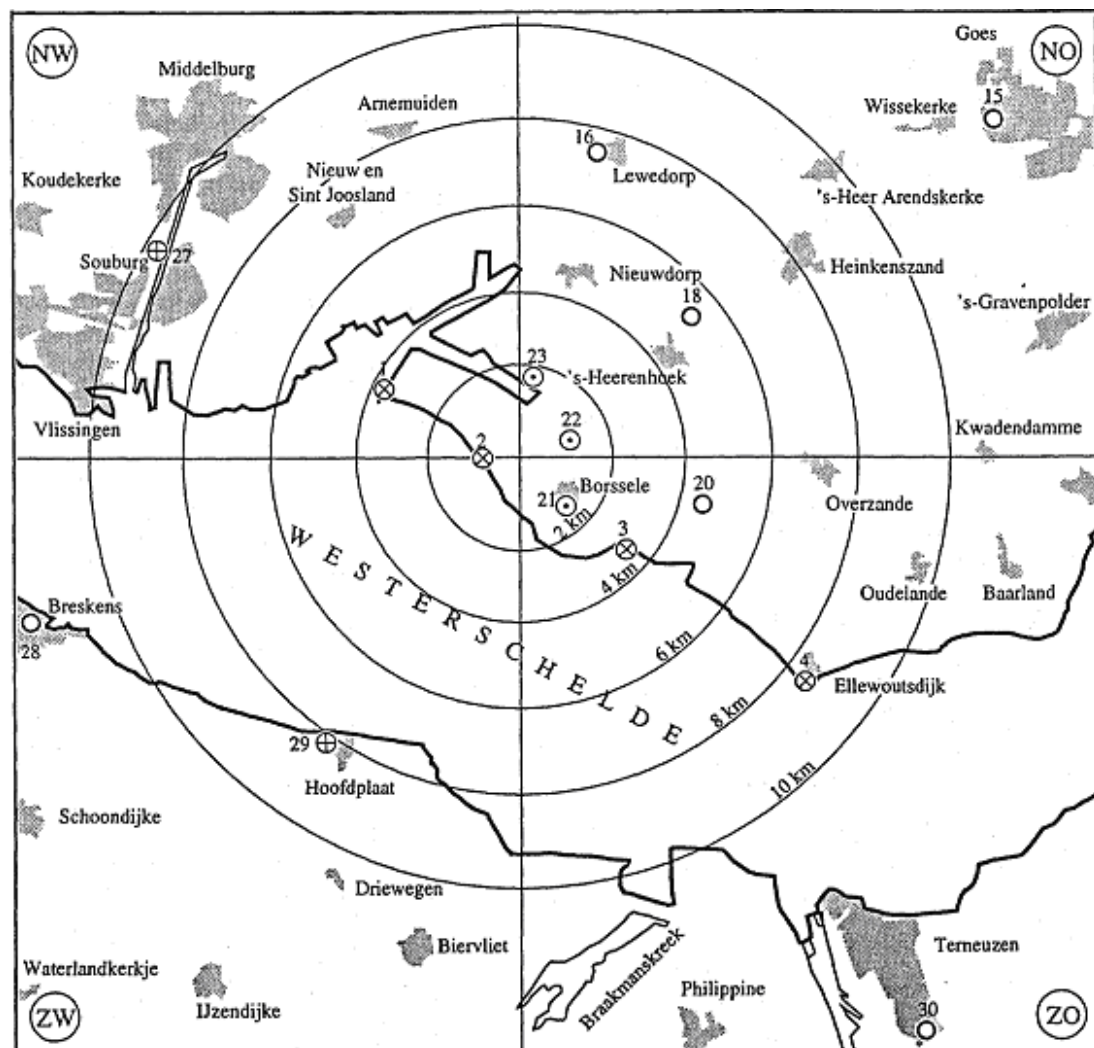 NW
NO
Goes
Middelburg
15
Arnemuiden
Wissekerke
16
Nieuw en
Sint Joosland
Lewedorp
Koudekerke
's-Heer Arendskerke
27
Souburg
Nieuwdorp
Heinkenszand
18
's-Gravenpolder
23
's-Heerenhoek
1
22
Vlissingen
2
Kwadendamme
Borssele
20
21
Overzande
2 km
3
WESTERSCHELDE
4 km
Oudelande
Baarland
Breskens
28
6 km
4
Ellewoutsdijk
8 km
29
10 km
Hoofdplaat
Schoondijke
Driewegen
Biervliet
Terneuzen
Waterlandkerkje
IJzendijke
Braakmanskreek
Philippine
30
ZW
ZO